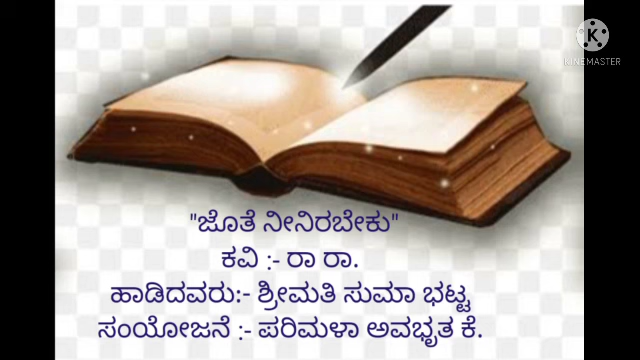 KINEMASTER
"ಜೊತೆ ನೀನಿರಬೇಕು"
ಕವಿ :- ರಾ ರಾ.
ಹಾಡಿದವರು:- ಶ್ರೀಮತಿ ಸುಮಾ ಭಟ್ಟ
ಸಂಯೋಜನೆ :- ಪರಿಮಳಾ ಅವಭೃತ ಕೆ.